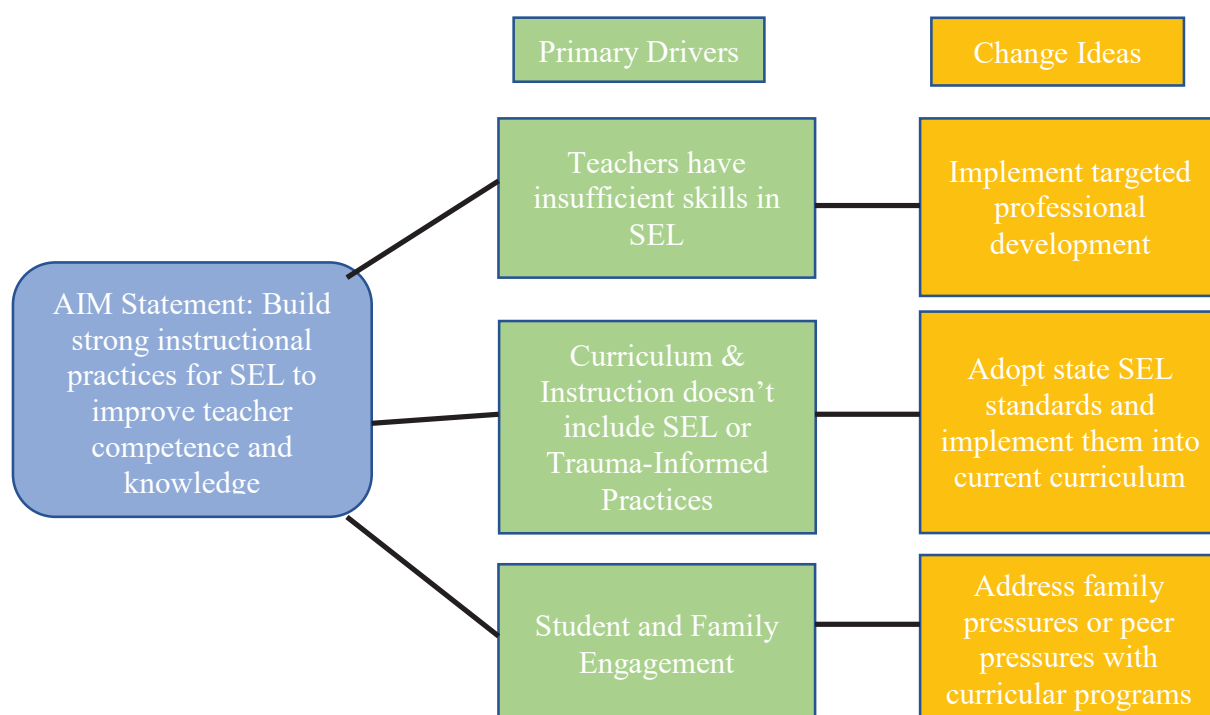 Primary Drivers
Change Ideas
AIM Statement: Build
strong instructional
practices for SEL to
improve teacher
competence and
knowledge
Teachers have
insufficient skills in
SEL
Implement targeted
professional
development
Curriculum &
Instruction doesn’t
include SEL or
Trauma-Informed
Practices
Adopt state SEL
standards and
implement them into
current curriculum
Student and Family
Engagement
Address family
pressures or peer
pressures with
curricular programs